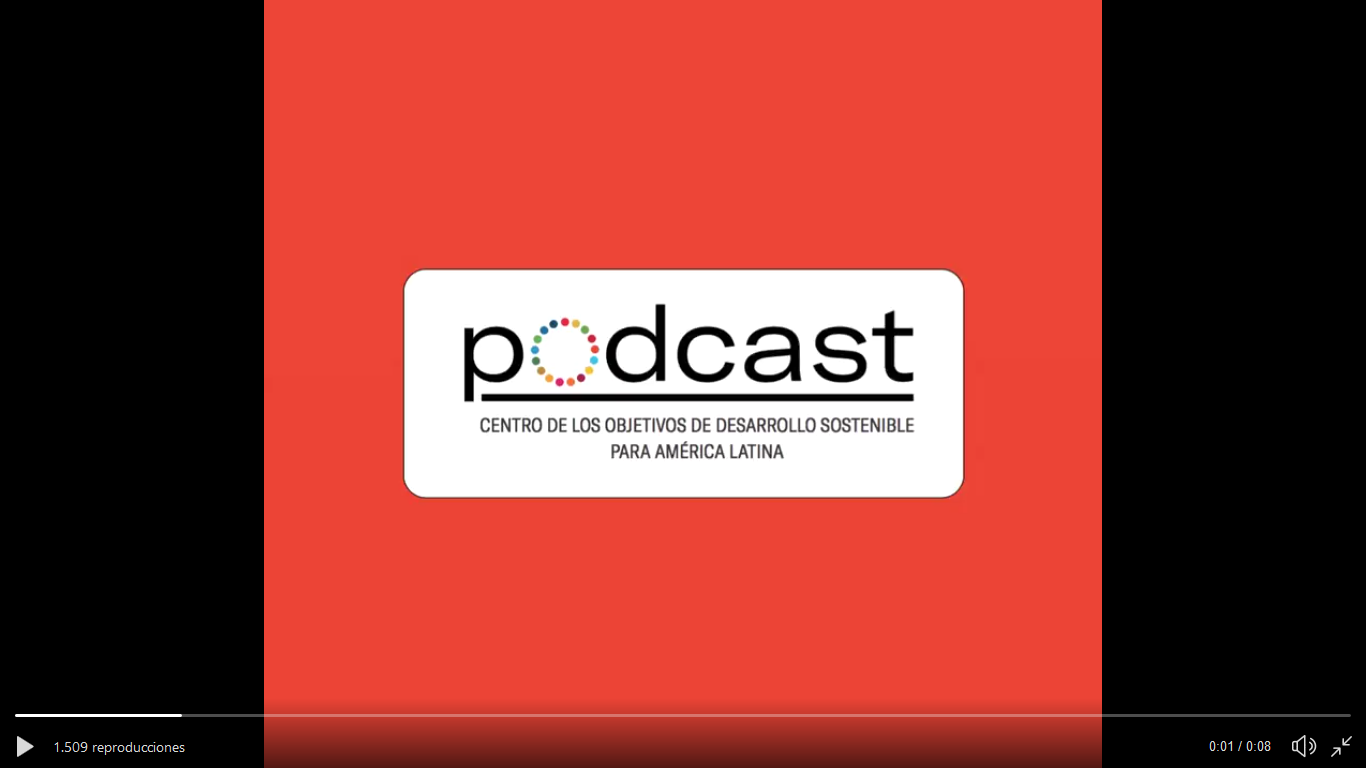 podcast
CENTRO DE LOS OBJETIVOS DE DESARROLLO SOSTENIBLE
PARA AMÉRICA LATINA
1.509 reproducciones
0:01 / 0:08